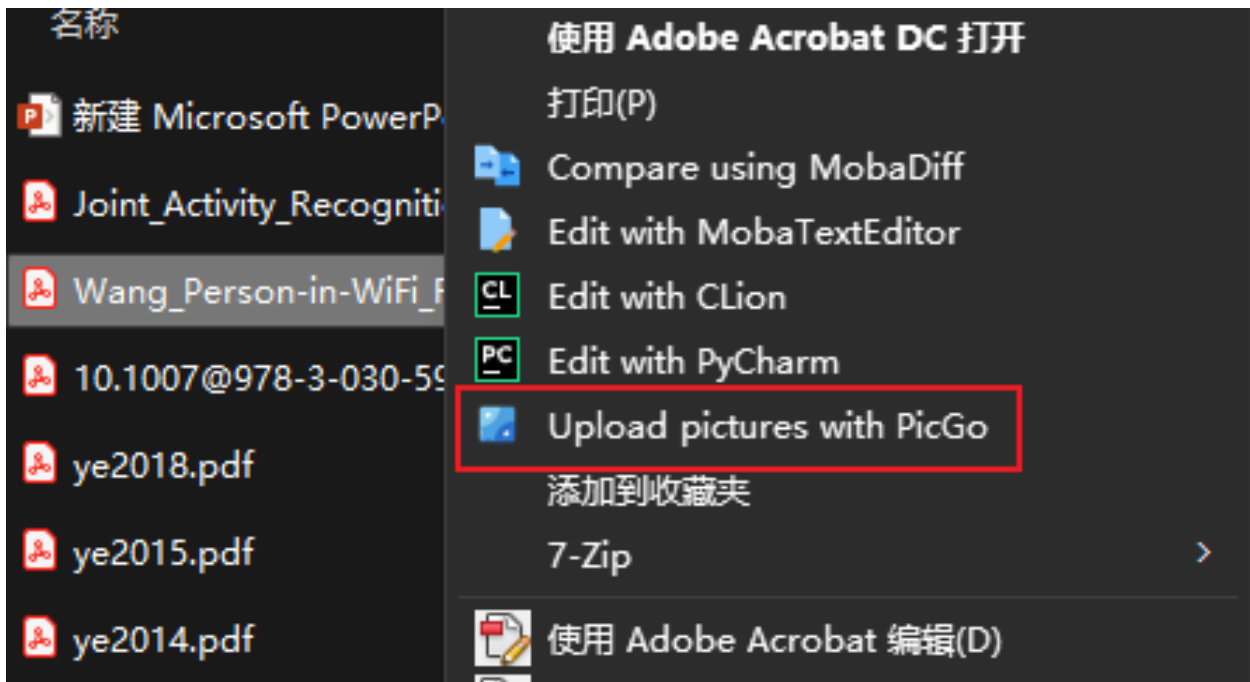 名称
新建 Microsoft PowerP
Joint_Activity_Recogniti
Wang_Person-in-WiFi_F
10.1007@978-3-030-59
ye2018.pdf
ye2015.pdf
ye2014.pdf
使用 Adobe Acrobat DC 打开
打印(P)
Compare using MobaDiff
Edit with MobaTextEditor
Edit with CLion
Edit with PyCharm
Upload pictures with PicGo
添加到收藏夹
7-Zip
使用 Adobe Acrobat 编辑(D)